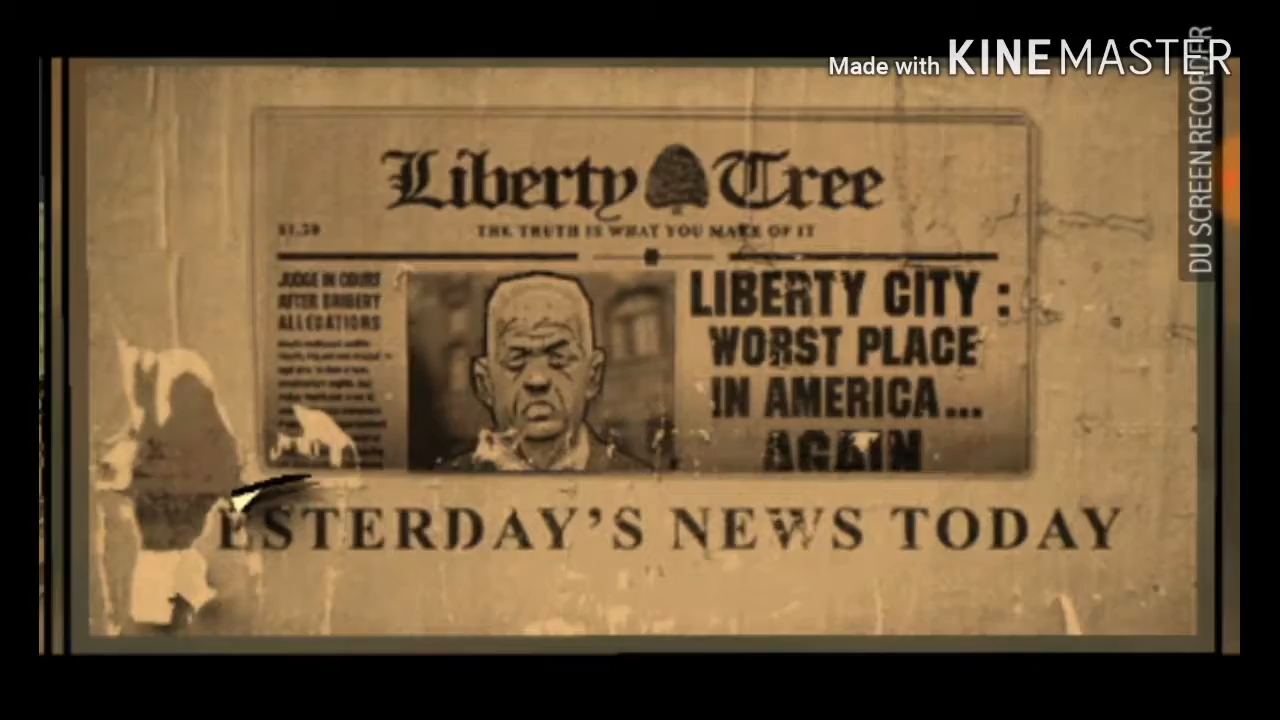 Made with KINEMASTER
DU SCREEN RECORDER
Liberty Tree
$1.50
THE TRUTH IS WHAT YOU MAKE OF IT
JUDGE IN COURT
AFTER BRIBERY
ALLEGATIONS
LIBERTY CITY :
WORST PLACE
IN AMERICA...
AGAIN
ESTERDAY'S NEWS TODAY